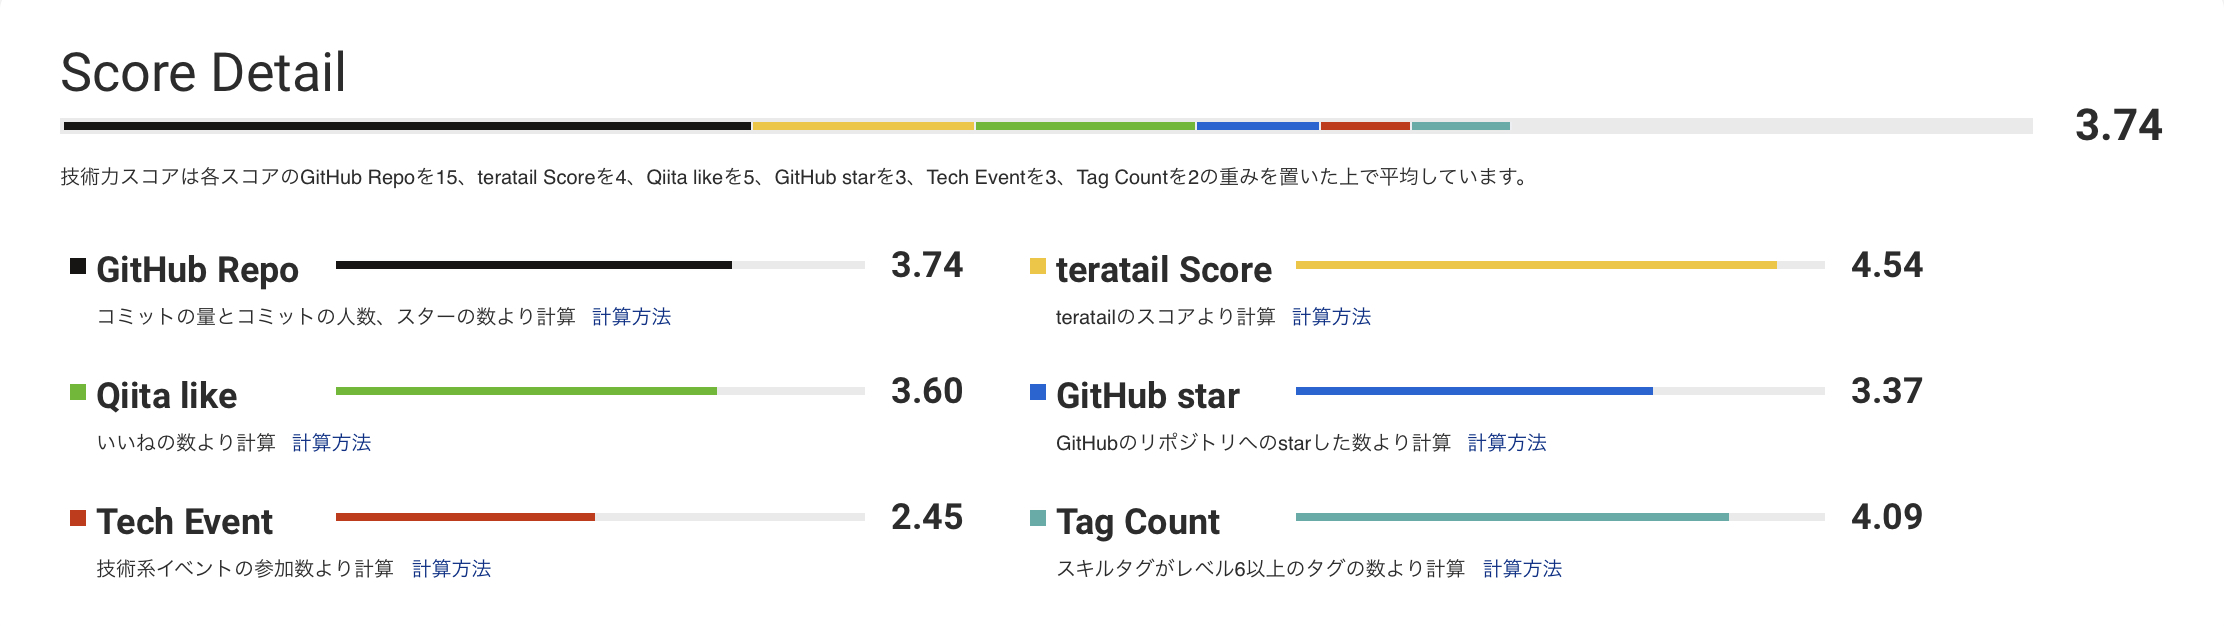 Score Detail
3.74
技術力スコアは各スコアのGitHub Repoを15、teratail Scoreを4、Qiita likeを5、GitHub starを3、Tech Eventを3、Tag Countを2の重みを置いた上で平均しています。
GitHub Repo 3.74
コミットの量とコミットの人数、スターの数より計算 計算方法
teratail Score 4.54
teratailのスコアより計算 計算方法
Qiita like 3.60
いいねの数より計算 計算方法
GitHub star 3.37
GitHubのリポジトリへのstarした数より計算 計算方法
Tech Event 2.45
技術系イベントの参加数より計算 計算方法
Tag Count 4.09
スキルタグがレベル6以上のタグの数より計算 計算方法